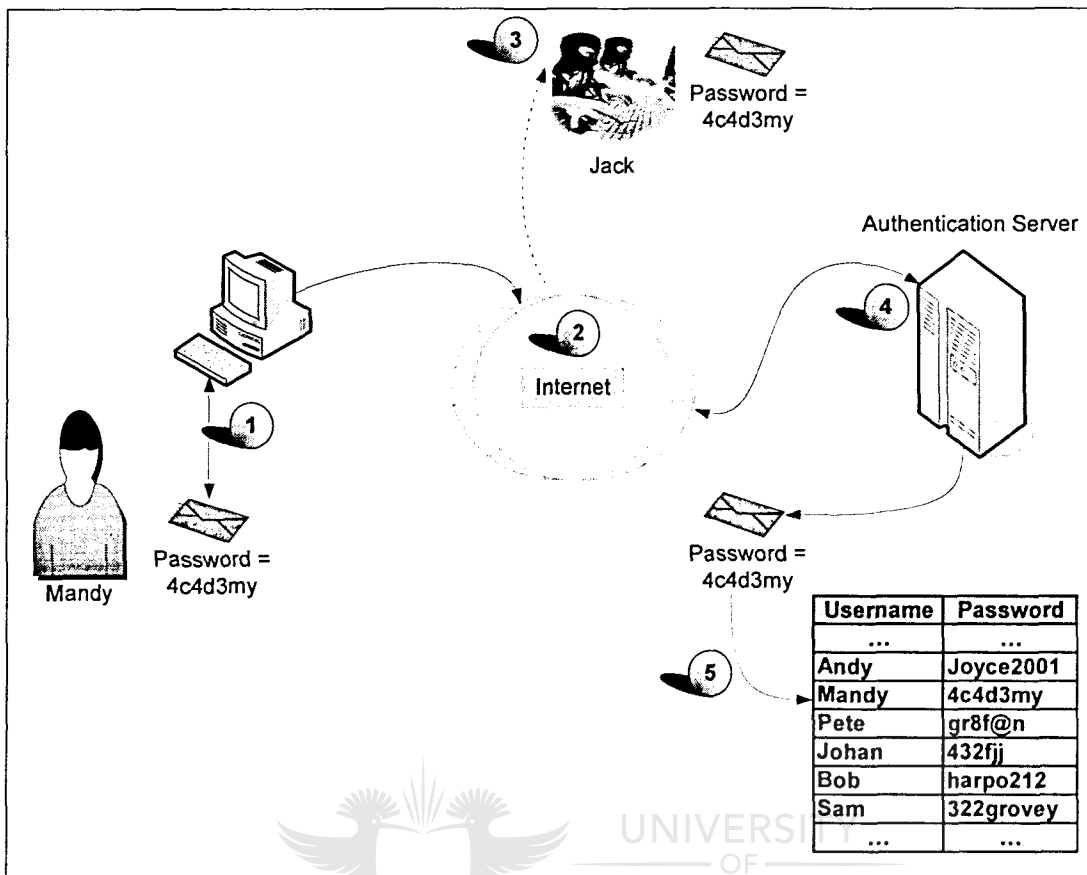 3
Password =
4c4d3my
Jack
Authentication Server
4
2
Internet
1
Password =
4c4d3my
Mandy
Password =
4c4d3my
5
Username Password
... ...
Andy Joyce2001
Mandy 4c4d3my
Pete gr8f@n
Johan 432fjj
Bob harpo212
Sam 322grovey
... ...
UNIVERSITY
OF